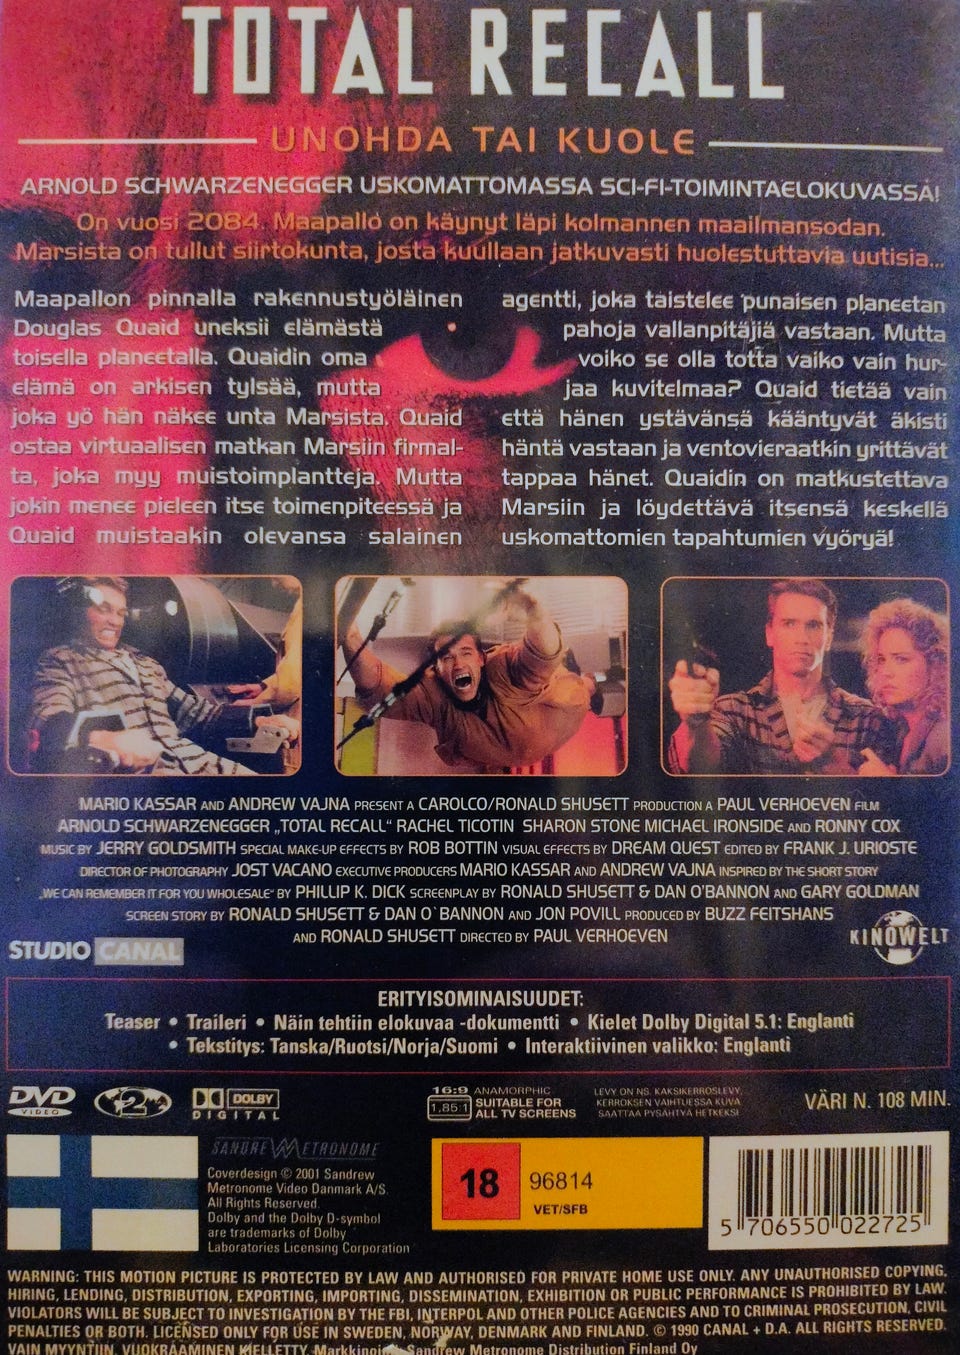 TOTAL RECALL
UNOHDA TAI KUOLE
ARNOLD SCHWARZENEGGER USKOMATTOMASSA SCI-FI-TOIMINTAELOKUVASSA!
On vuosi 2084. Maapallo on käynyt läpi kolmannen maailmansodan.
Marsista on tullut siirtokunta, josta kuullaan jatkuvasti huolestuttavia uutisia...
Maapallon pinnalla rakennustyöläinen
Douglas Quaid uneksii elämästä
toisella planeetalla. Quaidin oma
elämä on arkisen tylsää, mutta
joka yö hän näkee unta Marsista. Quaid
ostaa virtuaalisen matkan Marsiin firmal-
ta, joka myy muistoimplantteja. Mutta
jokin menee pieleen itse toimenpiteessä ja
Quaid muistaakin olevansa salainen
agentti, joka taistelee punaisen planeetan
pahoja vallanpitäjiä vastaan. Mutta
voiko se olla totta vaiko vain hur-
jaa kuvitelmaa? Quaid tietää vain
että hänen ystävänsä kääntyvät äkisti
häntä vastaan ja ventovieraatkin yrittävät
tappaa hänet. Quaidin on matkustettava
Marsiin ja löydettävä itsensä keskellä
uskomattomien tapahtumien vyöryä!
MARIO KASSAR AND ANDREW VAJNA PRESENT A CAROLCO/RONALD SHUSETT PRODUCTION A PAUL VERHOEVEN FILM
ARNOLD SCHWARZENEGGER „TOTAL RECALL“ RACHEL TICOTIN SHARON STONE MICHAEL IRONSIDE AND RONNY COX
MUSIC BY JERRY GOLDSMITH SPECIAL MAKE-UP EFFECTS BY ROB BOTTIN VISUAL EFFECTS BY DREAM QUEST EDITED BY FRANK J. URIOSTE
DIRECTOR OF PHOTOGRAPHY JOST VACANO EXECUTIVE PRODUCERS MARIO KASSAR AND ANDREW VAJNA INSPIRED BY THE SHORT STORY
„WE CAN REMEMBER IT FOR YOU WHOLESALE“ BY PHILLIP K. DICK SCREENPLAY BY RONALD SHUSETT & DAN O'BANNON AND GARY GOLDMAN
SCREEN STORY BY RONALD SHUSETT & DAN O`BANNON AND JON POVILL PRODUCED BY BUZZ FEITSHANS
AND RONALD SHUSETT DIRECTED BY PAUL VERHOEVEN
STUDIO CANAL
KINOWELT
ERITYISOMINAISUUDET:
Teaser • Traileri • Näin tehtiin elokuvaa -dokumentti • Kielet Dolby Digital 5.1: Englanti
• Tekstitys: Tanska/Ruotsi/Norja/Suomi • Interaktiivinen valikko: Englanti
DVD VIDEO
2
DOLBY DIGITAL
16:9 ANAMORPHIC
1,85:1 SUITABLE FOR
ALL TV SCREENS
LEVY ON NS. KAKSIKERROSLEVY.
KERROKSEN VAIHTUESSA KUVA
SAATTAA PYSÄHTYÄ HETKEKSI
VÄRI N. 108 MIN.
SANDREW METRONOME
Coverdesign © 2001 Sandrew
Metronome Video Danmark A/S.
All Rights Reserved.
Dolby and the Dolby D-symbol
are trademarks of Dolby
Laboratories Licensing Corporation
18
96814
VET/SFB
5 706550 022725
WARNING: THIS MOTION PICTURE IS PROTECTED BY LAW AND AUTHORISED FOR PRIVATE HOME USE ONLY. ANY UNAUTHORISED COPYING,
HIRING, LENDING, DISTRIBUTION, EXPORTING, IMPORTING, DISSEMINATION, EXHIBITION OR PUBLIC PERFORMANCE IS PROHIBITED BY LAW.
VIOLATORS WILL BE SUBJECT TO INVESTIGATION BY THE FBI, INTERPOL AND OTHER POLICE AGENCIES AND TO CRIMINAL PROSECUTION, CIVIL
PENALTIES OR BOTH. LICENSED ONLY FOR USE IN SWEDEN, NORWAY, DENMARK AND FINLAND. © 1990 CANAL + D.A. ALL RIGHTS RESERVED.
VAIN MYYNTIIN. VUOKRAAMINEN KIELLETTY. Markkinoin Sandrew Metronome Distribution Finland Oy